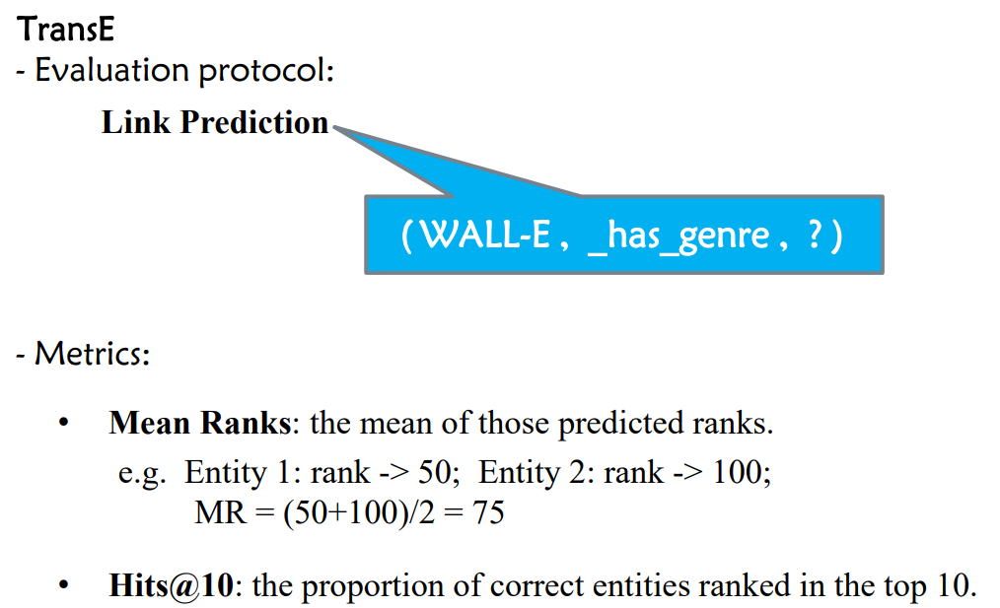 TransE
- Evaluation protocol:
Link Prediction
( WALL-E , _has_genre , ? )
- Metrics:
• Mean Ranks: the mean of those predicted ranks.
e.g. Entity 1: rank -> 50; Entity 2: rank -> 100;
MR = (50+100)/2 = 75
• Hits@10: the proportion of correct entities ranked in the top 10.